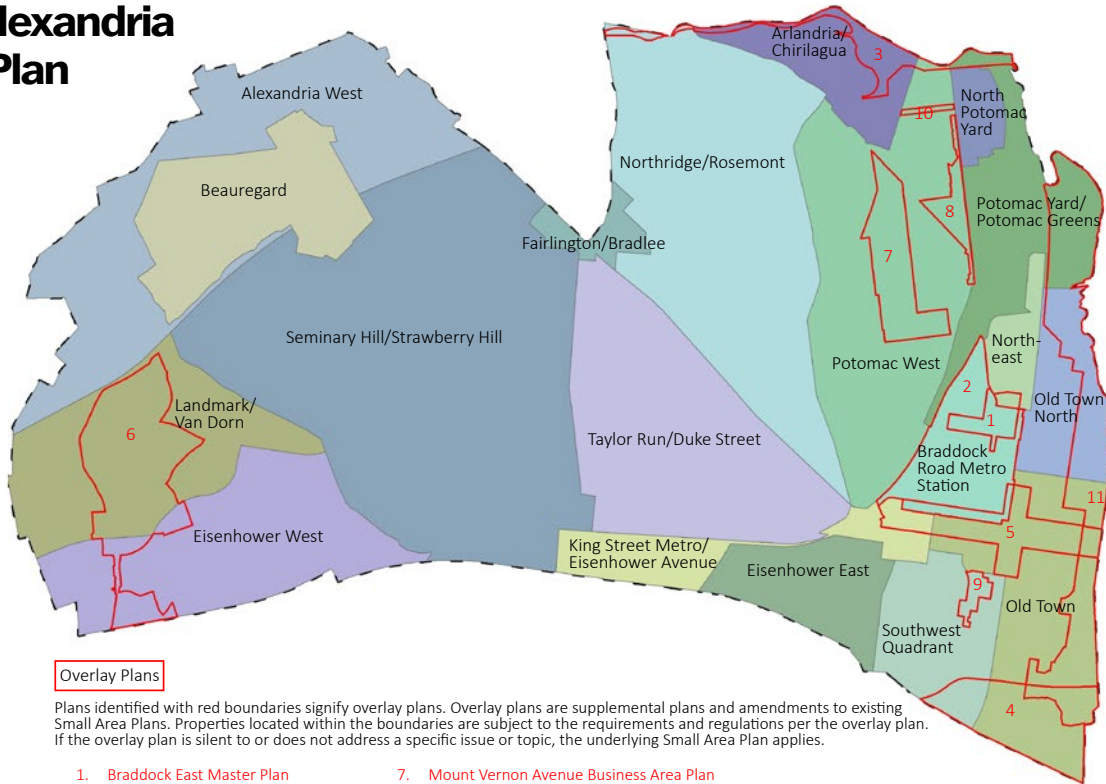 lexandria
Plan
Alexandria West
Beauregard
Arlandria/
Chirilagua
3
North
Potomac
Yard
10
Northridge/Rosemont
Potomac Yard/
Potomac Greens
8
Fairlington/Bradlee
7
Seminary Hill/Strawberry Hill
North-
east
Potomac West
2
Old Town
North
Landmark/
Van Dorn
6
1
Taylor Run/Duke Street
Braddock
Road Metro
Station
11
Eisenhower West
5
King Street Metro/
Eisenhower Avenue
Eisenhower East
9
Old Town
Southwest
Quadrant
4
Overlay Plans
Plans identified with red boundaries signify overlay plans. Overlay plans are supplemental plans and amendments to existing
Small Area Plans. Properties located within the boundaries are subject to the requirements and regulations per the overlay plan.
If the overlay plan is silent to or does not address a specific issue or topic, the underlying Small Area Plan applies.
1. Braddock East Master Plan
7. Mount Vernon Avenue Business Area Plan